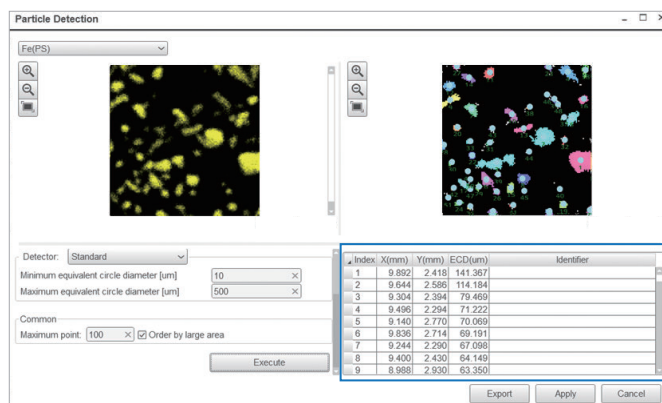 Particle Detection
Fe(PS)
Detector: Standard
Minimum equivalent circle diameter [um] 10
Maximum equivalent circle diameter [um] 500
Common
Maximum point: 100 Order by large area
Execute
Index X(mm) Y(mm) ECD(um) Identifier
1 9.892 2.418 141.367
2 9.644 2.586 114.184
3 9.304 2.394 79.469
4 9.496 2.294 71.222
5 9.140 2.770 70.069
6 9.836 2.714 69.191
7 9.244 2.290 67.098
8 9.400 2.430 64.149
9 8.988 2.930 63.350
Export Apply Cancel